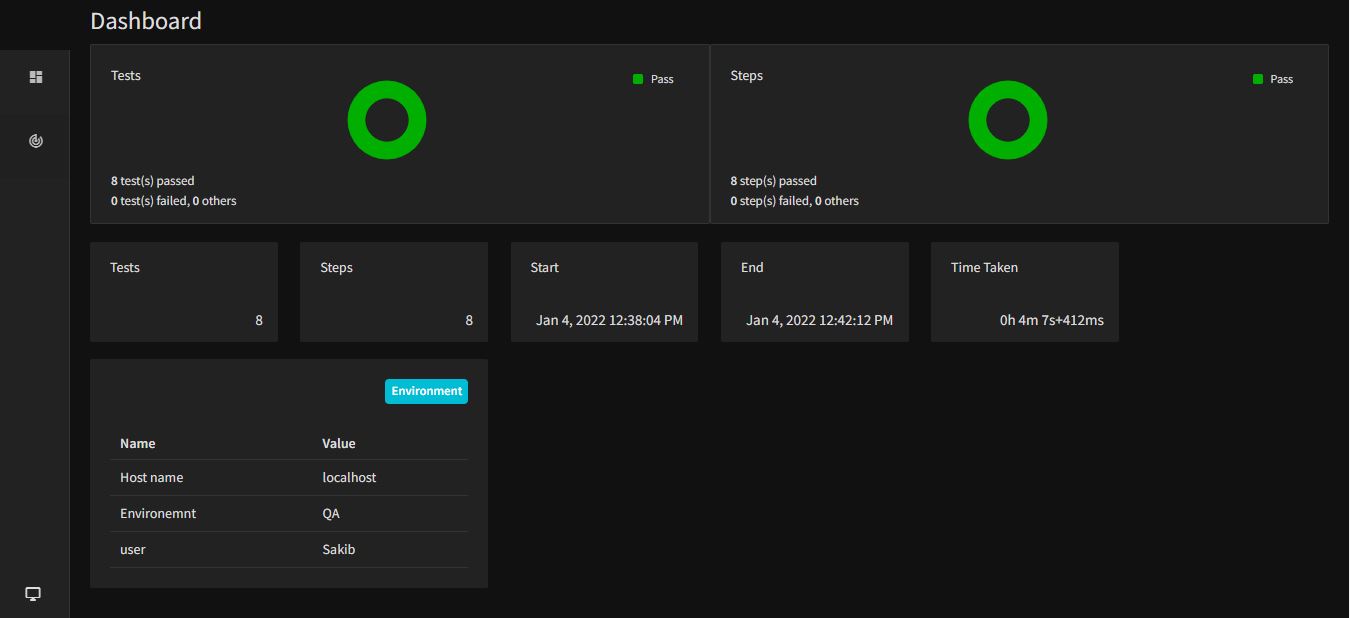 Dashboard
Tests
Pass
8 test(s) passed
0 test(s) failed, 0 others
Steps
Pass
8 step(s) passed
0 step(s) failed, 0 others
Tests
8
Steps
8
Start
Jan 4, 2022 12:38:04 PM
End
Jan 4, 2022 12:42:12 PM
Time Taken
0h 4m 7s+412ms
Environment
Name Value
Host name localhost
Environemnt QA
user Sakib